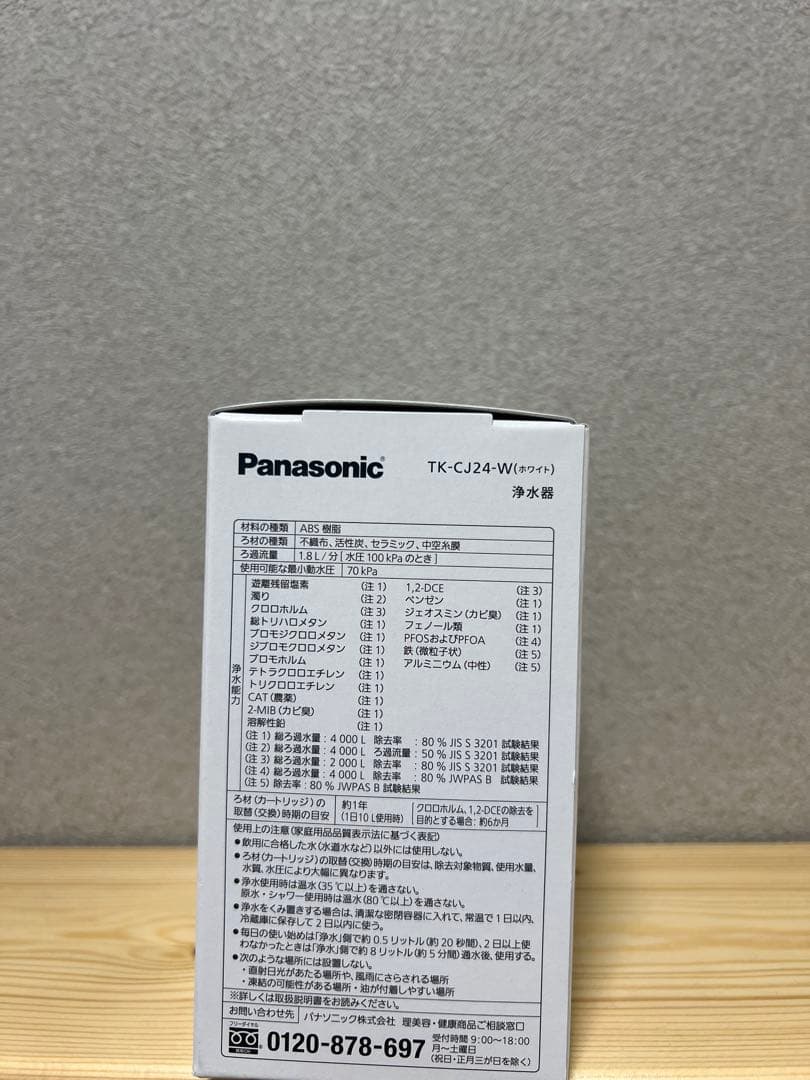 Panasonic TK-CJ24-W(ホワイト)
浄水器
材料の種類 ABS 樹脂
ろ材の種類 不織布、活性炭、セラミック、中空糸膜
ろ過流量 1.8 L / 分 [ 水圧 100 kPa のとき ]
使用可能な最小動水圧 70 kPa
浄水能力
遊離残留塩素 (注 1)
濁り (注 2)
クロロホルム (注 3)
総トリハロメタン (注 1)
ブロモジクロロメタン (注 1)
ジブロモクロロメタン (注 1)
ブロモホルム (注 1)
テトラクロロエチレン (注 1)
トリクロロエチレン (注 1)
CAT (農薬) (注 1)
2-MIB (カビ臭) (注 1)
溶解性鉛 (注 1)
1,2-DCE (注 3)
ベンゼン (注 1)
ジェオスミン (カビ臭) (注 1)
フェノール類 (注 1)
PFOSおよびPFOA (注 4)
鉄 (微粒子状) (注 5)
アルミニウム (中性) (注 5)
(注 1) 総ろ過水量 : 4 000 L 除去率 : 80 % JIS S 3201 試験結果
(注 2) 総ろ過水量 : 4 000 L ろ過流量 : 50 % JIS S 3201 試験結果
(注 3) 総ろ過水量 : 2 000 L 除去率 : 80 % JIS S 3201 試験結果
(注 4) 総ろ過水量 : 4 000 L 除去率 : 80 % JWPAS B 試験結果
(注 5) 除去率 : 80 % JWPAS B 試験結果
ろ材 (カートリッジ) の 約1年 [クロロホルム、1,2-DCEの除去を
取替 (交換) 時期の目安 (1日10 L使用時) 目的とする場合: 約6か月]
使用上の注意 (家庭用品品質表示法に基づく表記)
●飲用に合格した水 (水道水など) 以外には使用しない。
●ろ材 (カートリッジ) の取替 (交換) 時期の目安は、除去対象物質、使用水量、
水質、水圧により大幅に異なります。
●浄水使用時は温水 (35 ℃以上) を通さない。
原水・シャワー使用時は温水 (80 ℃以上) を通さない。
●浄水をくみ置きする場合は、清潔な密閉容器に入れて、常温で 1 日以内、
冷蔵庫に保存して 2 日以内に使う。
●毎日の使い始めは「浄水」側で約 0.5 リットル (約 20 秒間)、2 日以上使
わなかったときは「浄水」側で約 8 リットル (約 5 分間) 通水後、使用する。
●次のような場所には設置しない。
・直射日光があたる場所や、風雨にさらされる場所
・凍結の可能性がある場所 ・油が付着しやすい場所
※詳しくは取扱説明書をお読みください。
お問い合わせ先 パナソニック株式会社 理美容・健康商品ご相談窓口
フリーダイヤル
0120-878-697 受付時間 9:00〜18:00
月〜土曜日
(祝日・正月三が日を除く)